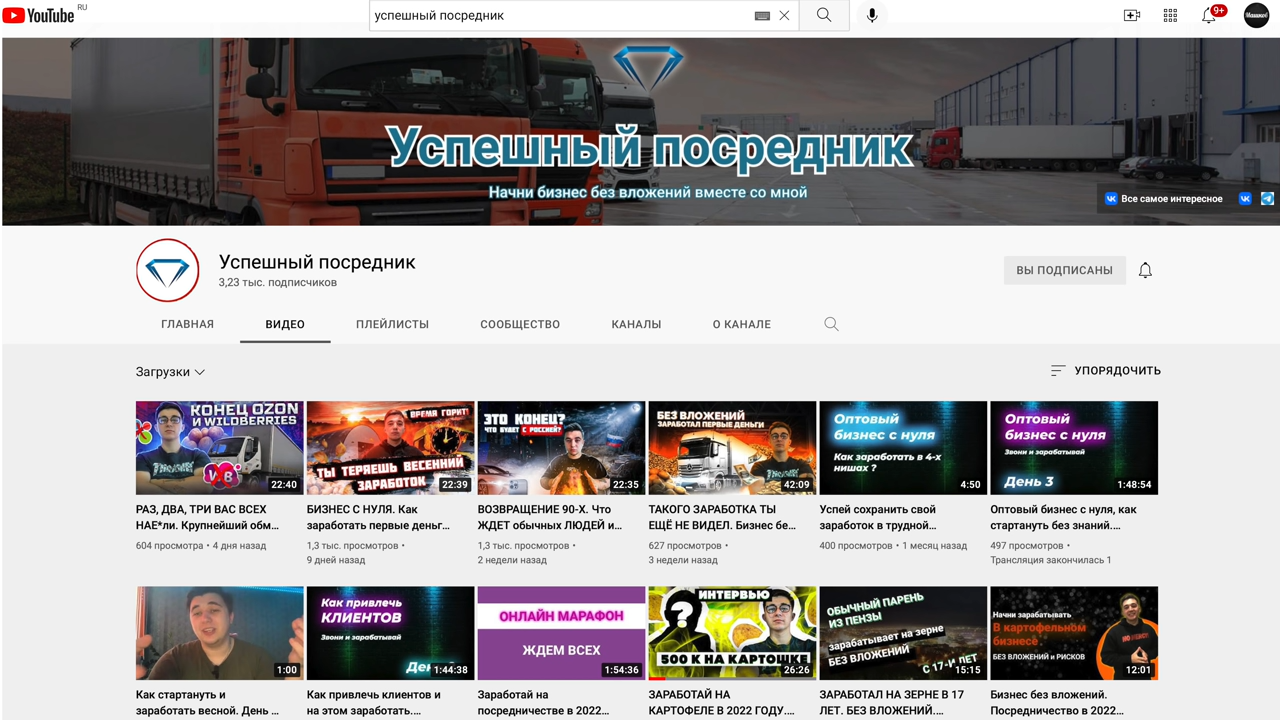 YouTube RU
успешный посредник
9+
Успешный посредник
Начни бизнес без вложений вместе со мной
Все самое интересное
Успешный посредник
3,23 тыс. подписчиков
ВЫ ПОДПИСАНЫ
ГЛАВНАЯ ВИДЕО ПЛЕЙЛИСТЫ СООБЩЕСТВО КАНАЛЫ О КАНАЛЕ
Загрузки
УПОРЯДОЧИТЬ
КОНЕЦ OZON
И WILDBERRIES
WB
22:40
РАЗ, ДВА, ТРИ ВАС ВСЕХ
НАЕ*ли. Крупнейший обм...
604 просмотра • 4 дня назад
ВРЕМЯ ГОРИТ!
ТЫ ТЕРЯЕШЬ ВЕСЕННИЙ
ЗАРАБОТОК
22:39
БИЗНЕС С НУЛЯ. Как
заработать первые деньг...
1,3 тыс. просмотров •
9 дней назад
ЭТО КОНЕЦ?
ЧТО БУДЕТ С РОССИЕЙ?
22:35
ВОЗВРАЩЕНИЕ 90-Х. Что
ЖДЕТ обычных ЛЮДЕЙ и...
1,3 тыс. просмотров •
2 недели назад
БЕЗ ВЛОЖЕНИЙ
ЗАРАБОТАЛ ПЕРВЫЕ ДЕНЬГИ
42:09
ТАКОГО ЗАРАБОТКА ТЫ
ЕЩЁ НЕ ВИДЕЛ. Бизнес бе...
627 просмотров •
3 недели назад
Оптовый
бизнес с нуля
Как заработать в 4-х
нишах ?
4:50
Успей сохранить свой
заработок в трудной...
400 просмотров • 1 месяц назад
Оптовый
бизнес с нуля
Звони и зарабатывай
День 3
1:48:54
Оптовый бизнес с нуля, как
стартануть без знаний....
497 просмотров •
Трансляция закончилась 1
1:00
Как стартануть и
заработать весной. День ...
Как привлечь
КЛИЕНТОВ
Звони и зарабатывай
1:44:38
Как привлечь клиентов и
на этом заработать....
ОНЛАЙН МАРАФОН
ЖДЕМ ВСЕХ
1:54:36
Заработай на
посредничестве в 2022...
ИНТЕРВЬЮ
500 К НА КАРТОШКЕ
26:26
ЗАРАБОТАЙ НА
КАРТОФЕЛЕ В 2022 ГОДУ....
ОБЫЧНЫЙ ПАРЕНЬ
ИЗ ПЕНЗЫ
зарабатывает на зерне
БЕЗ ВЛОЖЕНИЙ
С 17-И ЛЕТ
15:15
ЗАРАБОТАЛ НА ЗЕРНЕ В 17
ЛЕТ. БЕЗ ВЛОЖЕНИЙ....
Начни зарабатывать
В картофельном
бизнесе
БЕЗ ВЛОЖЕНИЙ и РИСКОВ
12:01
Бизнес без вложений.
Посредничество в 2022...